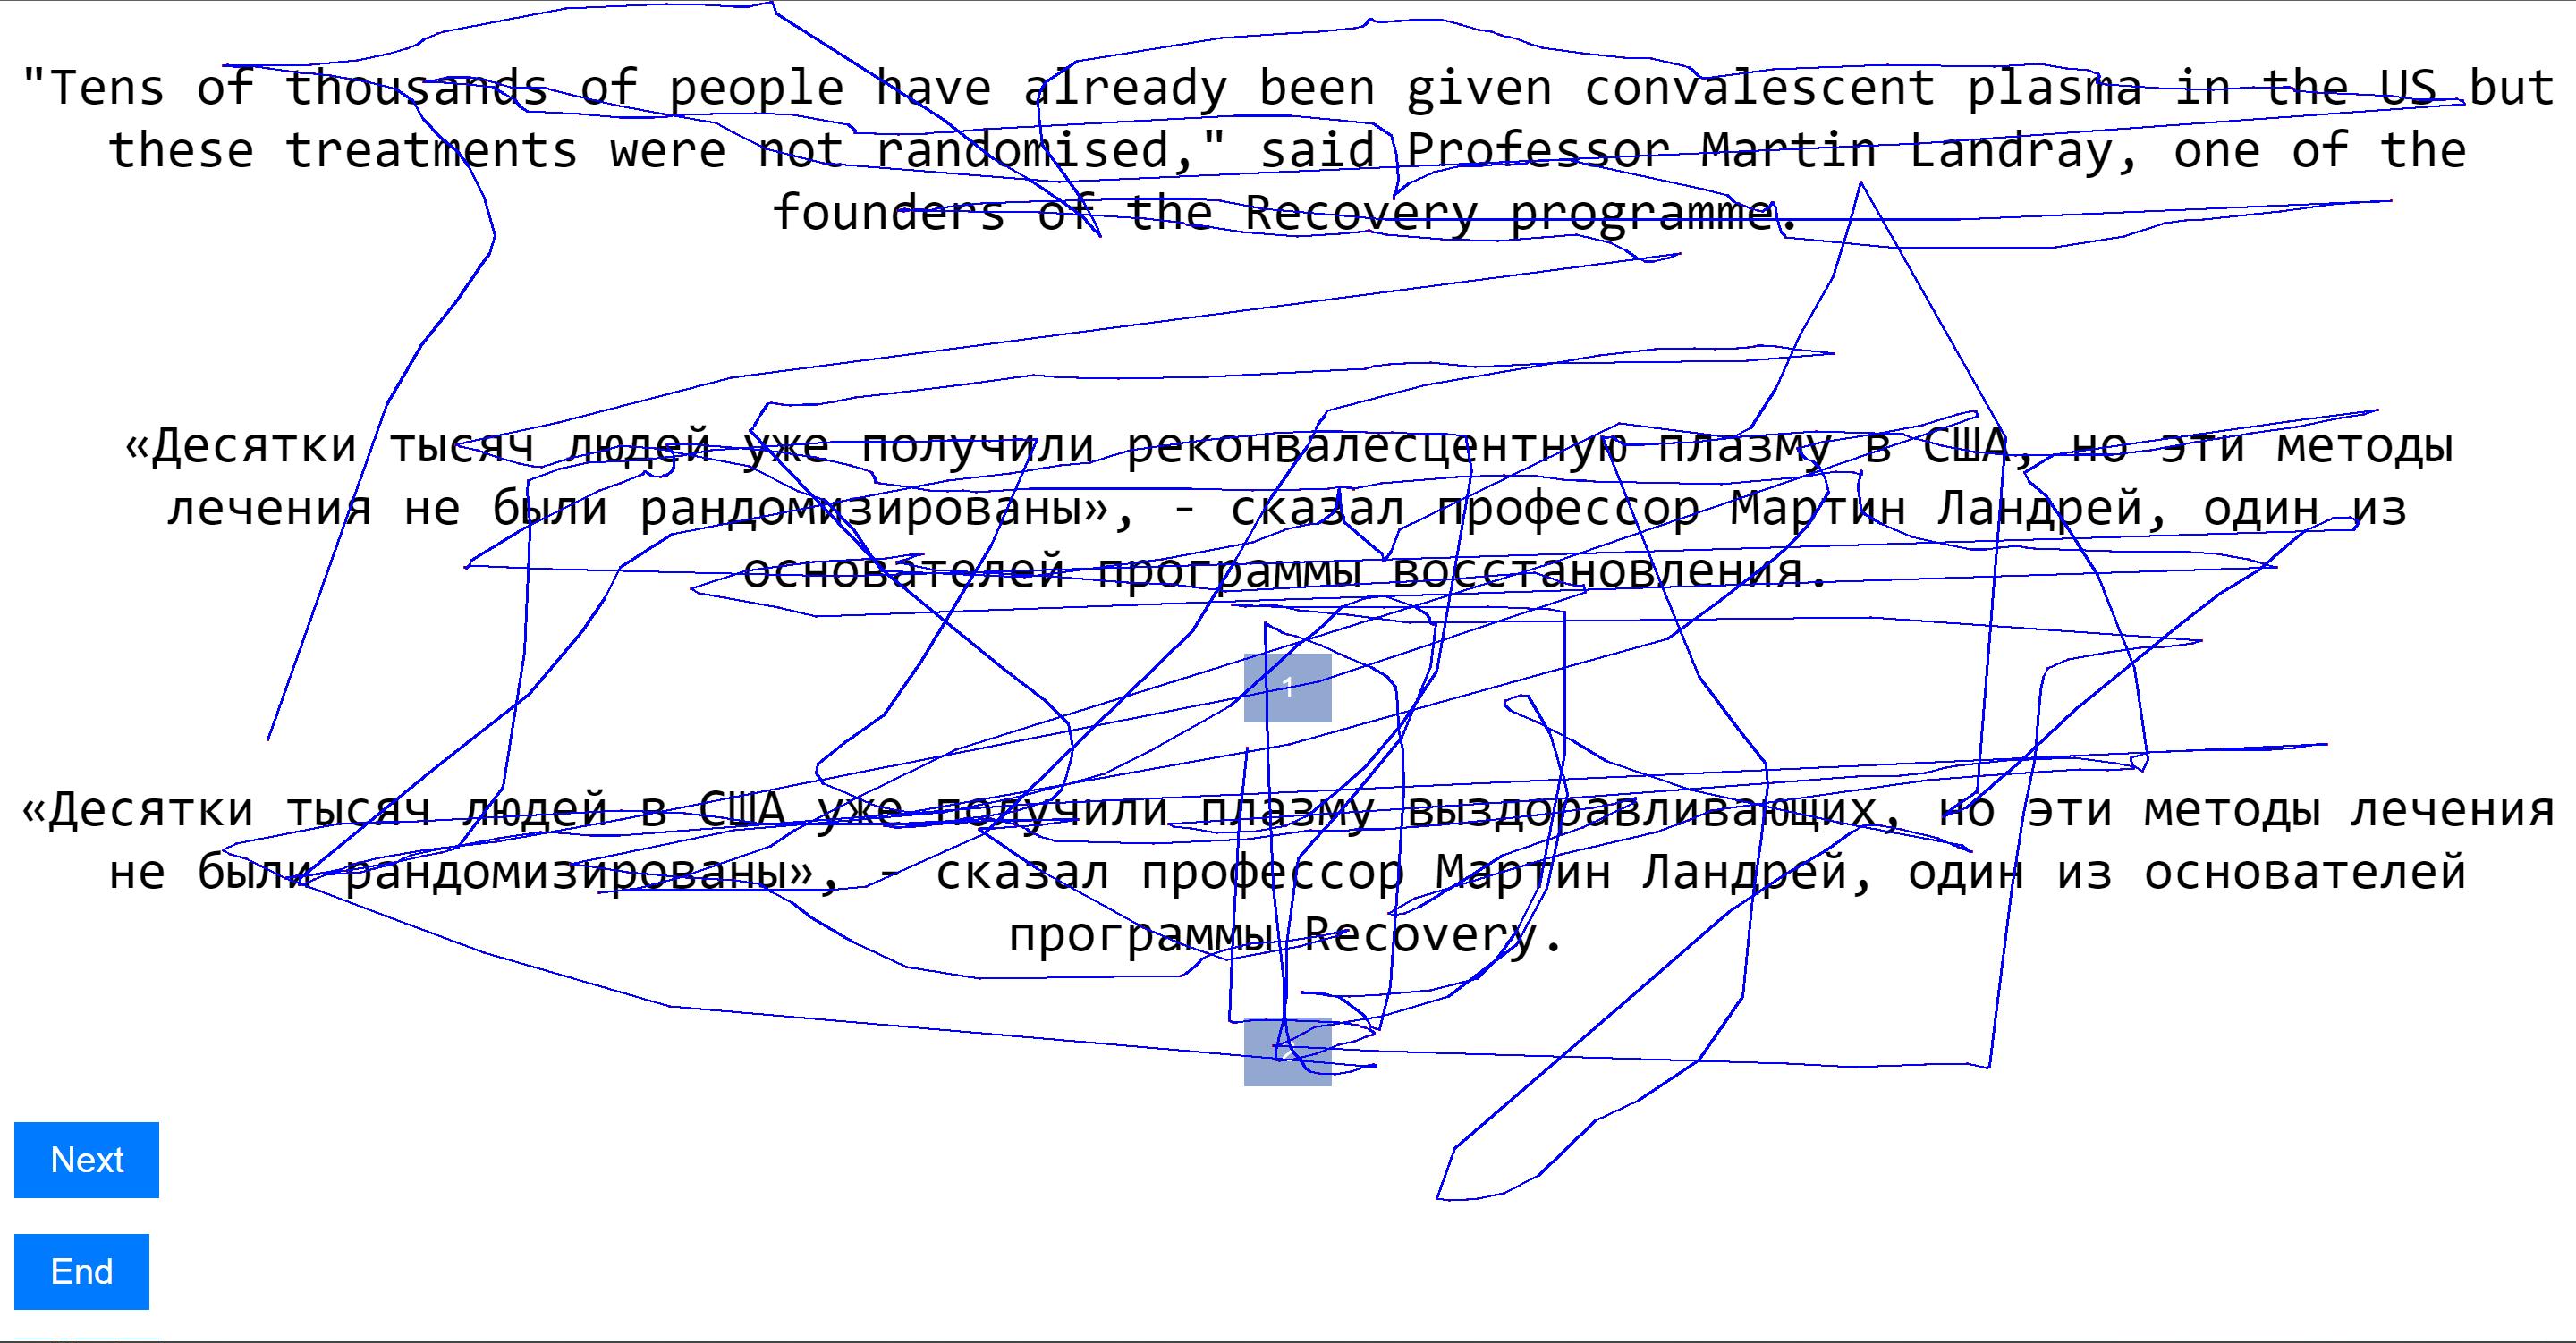 "Tens of thousands of people have already been given convalescent plasma in the US but
these treatments were not randomised," said Professor Martin Landray, one of the
founders of the Recovery programme.
«Десятки тысяч людей уже получили реконвалесцентную плазму в США, но эти методы
лечения не были рандомизированы», - сказал профессор Мартин Ландрей, один из
основателей программы восстановления.
1
«Десятки тысяч людей в США уже получили плазму выздоравливающих, но эти методы лечения
не были рандомизированы», - сказал профессор Мартин Ландрей, один из основателей
программы Recovery.
Next
End